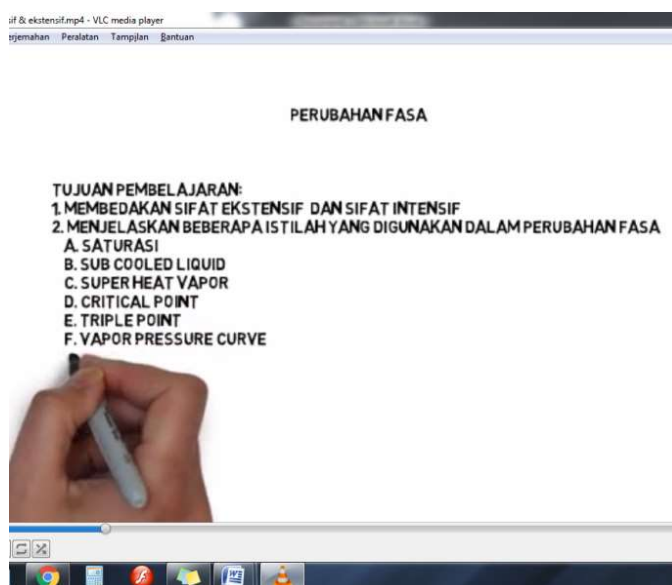 sif & ekstensif.mp4 - VLC media player
erjemahan Peralatan Tampilan Bantuan
PERUBAHAN FASA
TUJUAN PEMBELAJARAN:
1. MEMBEDAKAN SIFAT EKSTENSIF DAN SIFAT INTENSIF
2. MENJELASKAN BEBERAPA ISTILAH YANG DIGUNAKAN DALAM PERUBAHAN FASA
A. SATURASI
B. SUB COOLED LIQUID
C. SUPER HEAT VAPOR
D. CRITICAL POINT
E. TRIPLE POINT
F. VAPOR PRESSURE CURVE